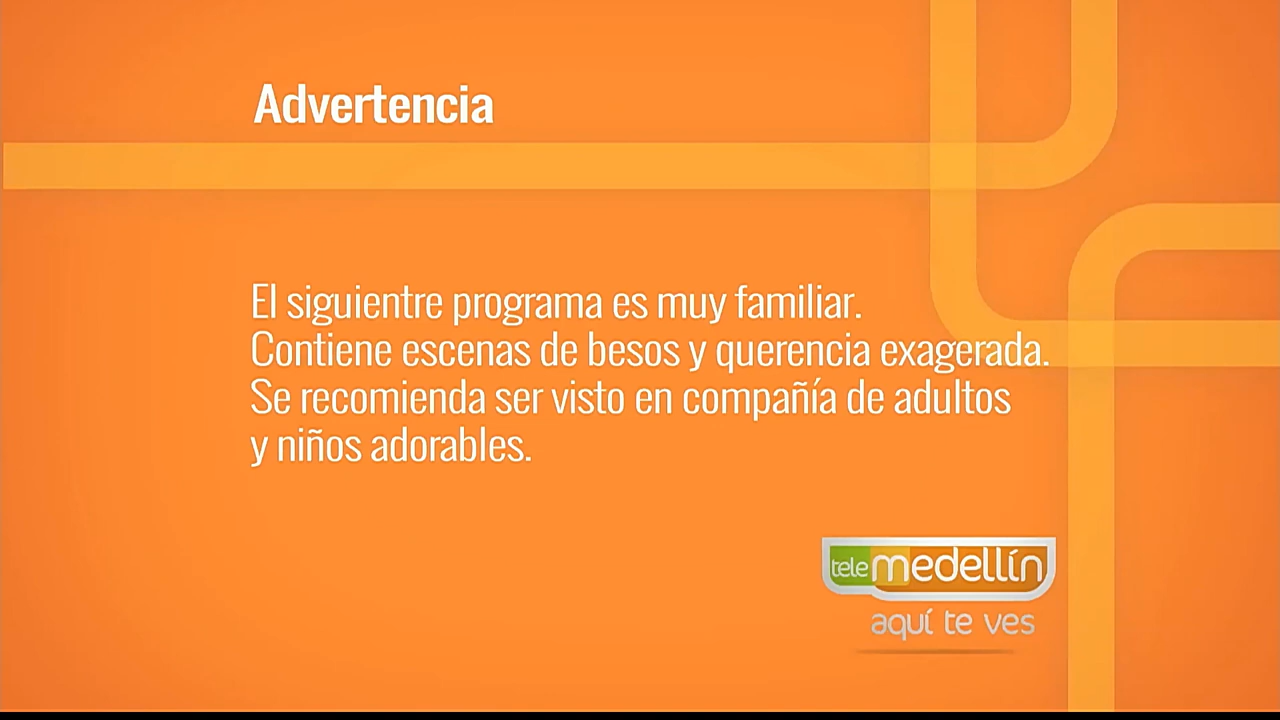 Advertencia
El siguientre programa es muy familiar.
Contiene escenas de besos y querencia exagerada.
Se recomienda ser visto en compañía de adultos
y niños adorables.
telemedellín
aquí te ves